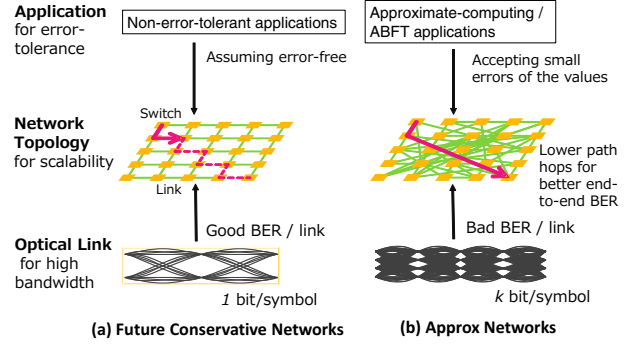 Application
for error-
tolerance
Non-error-tolerant applications
Approximate-computing /
ABFT applications
Assuming error-free
Accepting small
errors of the values
Network
Topology
for scalability
Switch
Link
Lower path
hops for
better end-
to-end BER
Good BER / link
Bad BER / link
Optical Link
for high
bandwidth
1 bit/symbol
k bit/symbol
(a) Future Conservative Networks
(b) Approx Networks